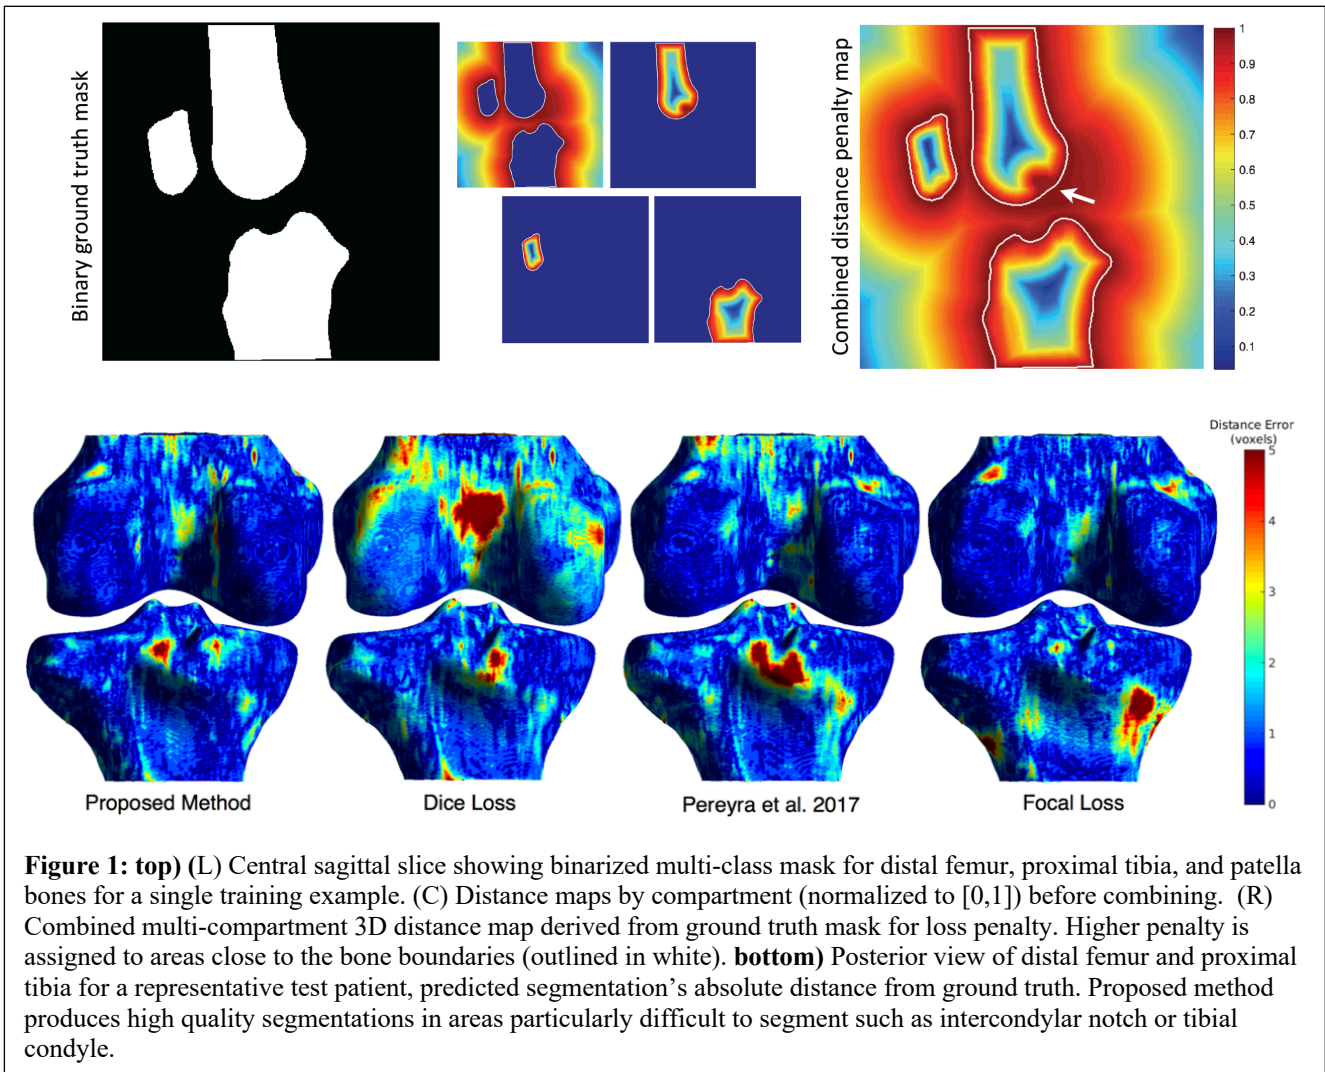 Binary ground truth mask
Combined distance penalty map
1
0.9
0.8
0.7
0.6
0.5
0.4
0.3
0.2
0.1
Distance Error
(voxels)
5
4
3
2
1
0
Proposed Method
Dice Loss
Pereyra et al. 2017
Focal Loss
Figure 1: top) (L) Central sagittal slice showing binarized multi-class mask for distal femur, proximal tibia, and patella
bones for a single training example. (C) Distance maps by compartment (normalized to [0,1]) before combining. (R)
Combined multi-compartment 3D distance map derived from ground truth mask for loss penalty. Higher penalty is
assigned to areas close to the bone boundaries (outlined in white). bottom) Posterior view of distal femur and proximal
tibia for a representative test patient, predicted segmentation’s absolute distance from ground truth. Proposed method
produces high quality segmentations in areas particularly difficult to segment such as intercondylar notch or tibial
condyle.